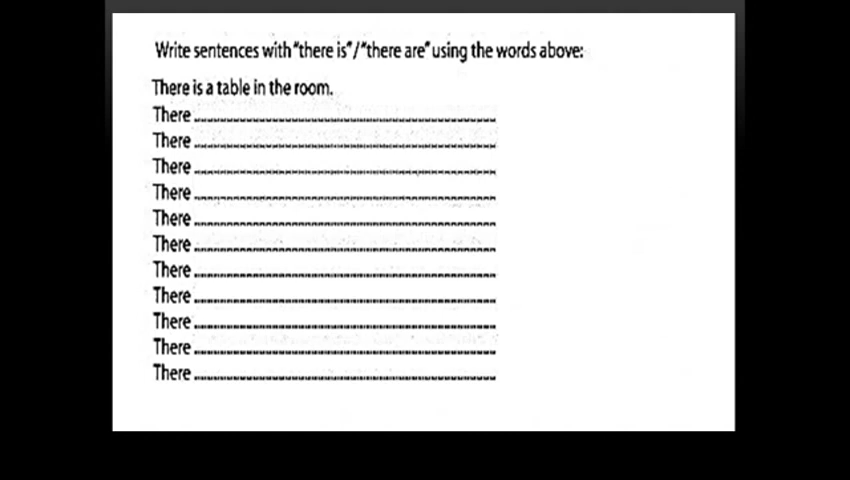 Write sentences with "there is" / "there are" using the words above:
There is a table in the room.
There ................................................
There ................................................
There ................................................
There ................................................
There ................................................
There ................................................
There ................................................
There ................................................
There ................................................
There ................................................
There ................................................